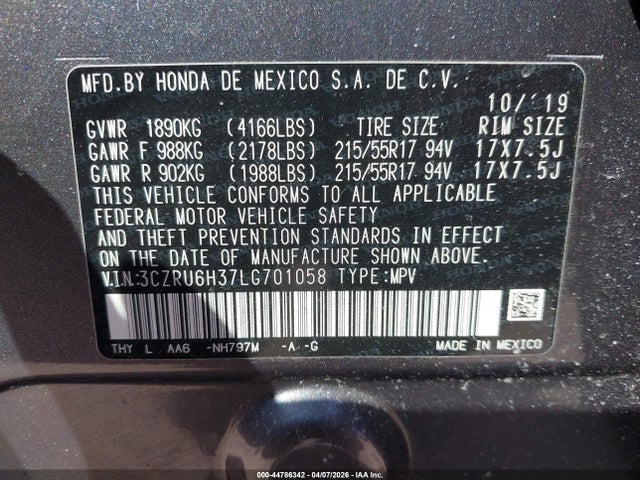 MFD.BY HONDA DE MEXICO S.A. DE C.V.
10/'19
GVWR 1890KG (4166LBS) TIRE SIZE RIM SIZE
GAWR F 988KG (2178LBS) 215/55R17 94V 17X7.5J
GAWR R 902KG (1988LBS) 215/55R17 94V 17X7.5J
THIS VEHICLE CONFORMS TO ALL APPLICABLE
FEDERAL MOTOR VEHICLE SAFETY
AND THEFT PREVENTION STANDARDS IN EFFECT
ON THE DATE OF MANUFACTURE SHOWN ABOVE.
V.I.N:3CZRU6H37LG701058 TYPE:MPV
THY L AA6 -NH797M -A -G
MADE IN MEXICO
000-44786342 - 04/07/2026 - IAA Inc.